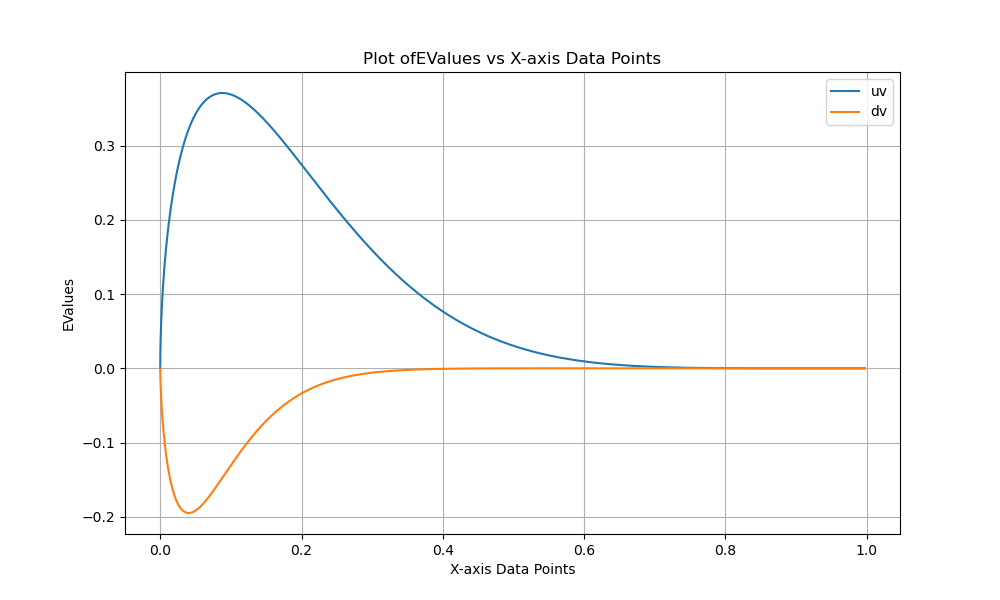 Plot ofEValues vs X-axis Data Points
uv
dv
EValues
0.3
0.2
0.1
0.0
−0.1
−0.2
0.0 0.2 0.4 0.6 0.8 1.0
X-axis Data Points